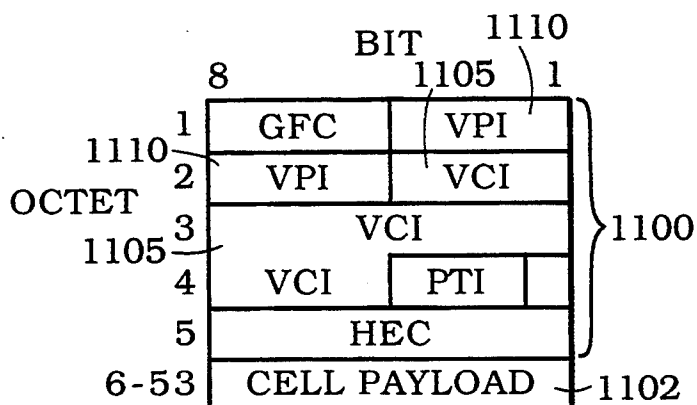 BIT
1110
8
1105
1
1
GFC
VPI
1110
2
VPI
VCI
OCTET
3
VCI
1100
1105
4
VCI
PTI
5
HEC
6-53
CELL PAYLOAD
1102